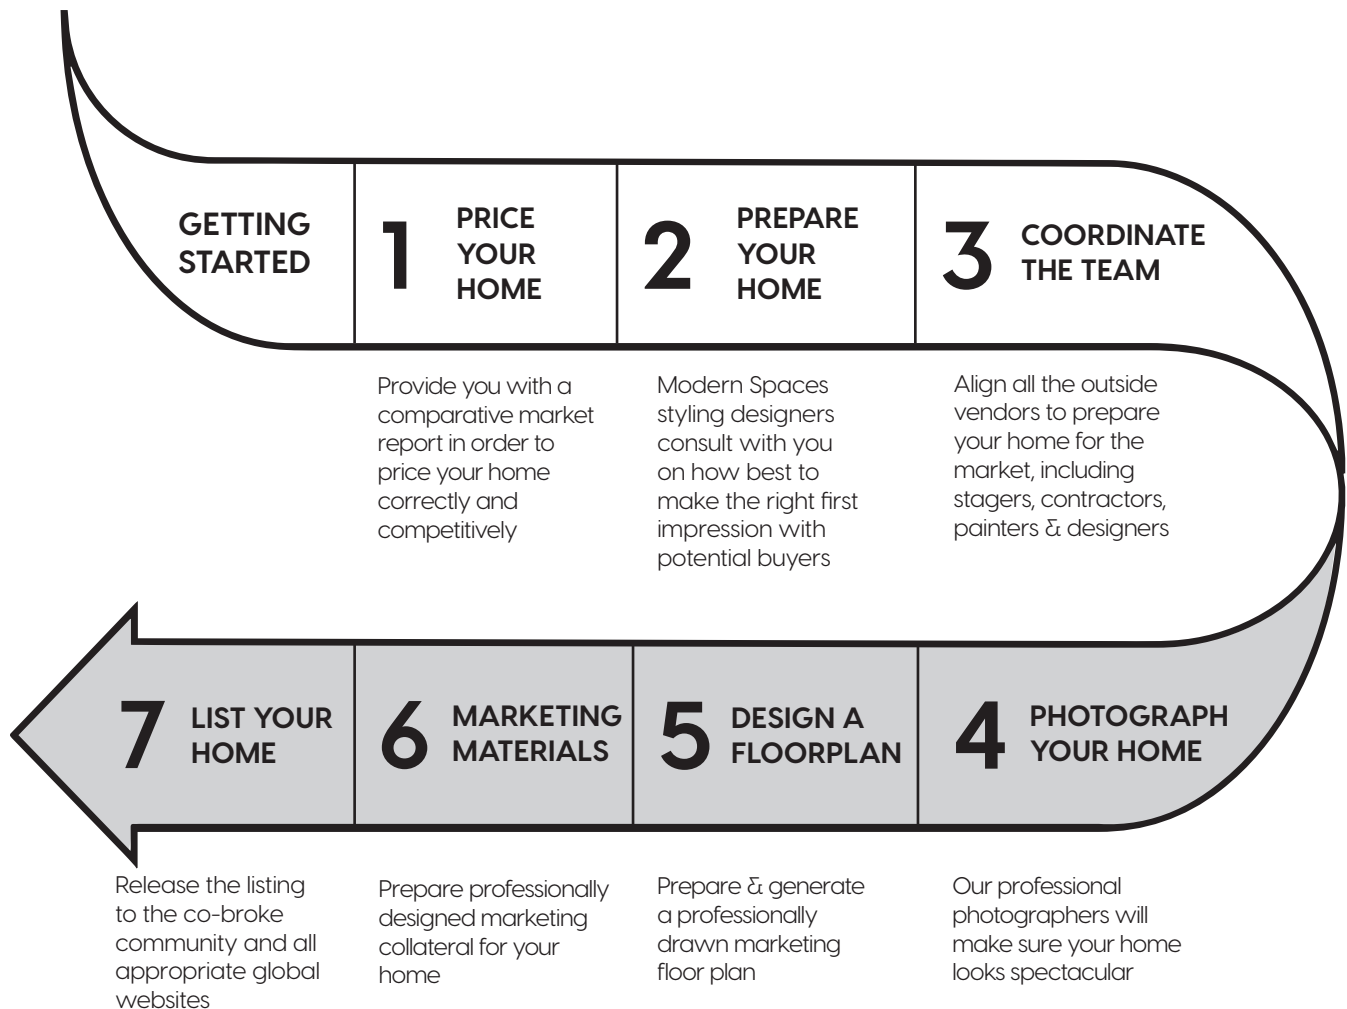 GETTING
STARTED
1
PRICE
YOUR
HOME
Provide you with a
comparative market
report in order to
price your home
correctly and
competitively
2
PREPARE
YOUR
HOME
Modern Spaces
styling designers
consult with you
on how best to
make the right first
impression with
potential buyers
3
COORDINATE
THE TEAM
Align all the outside
vendors to prepare
your home for the
market, including
stagers, contractors,
painters & designers
4
PHOTOGRAPH
YOUR HOME
Our professional
photographers will
make sure your home
looks spectacular
5
DESIGN A
FLOORPLAN
Prepare & generate
a professionally
drawn marketing
floor plan
6
MARKETING
MATERIALS
Prepare professionally
designed marketing
collateral for your
home
7
LIST YOUR
HOME
Release the listing
to the co-broke
community and all
appropriate global
websites